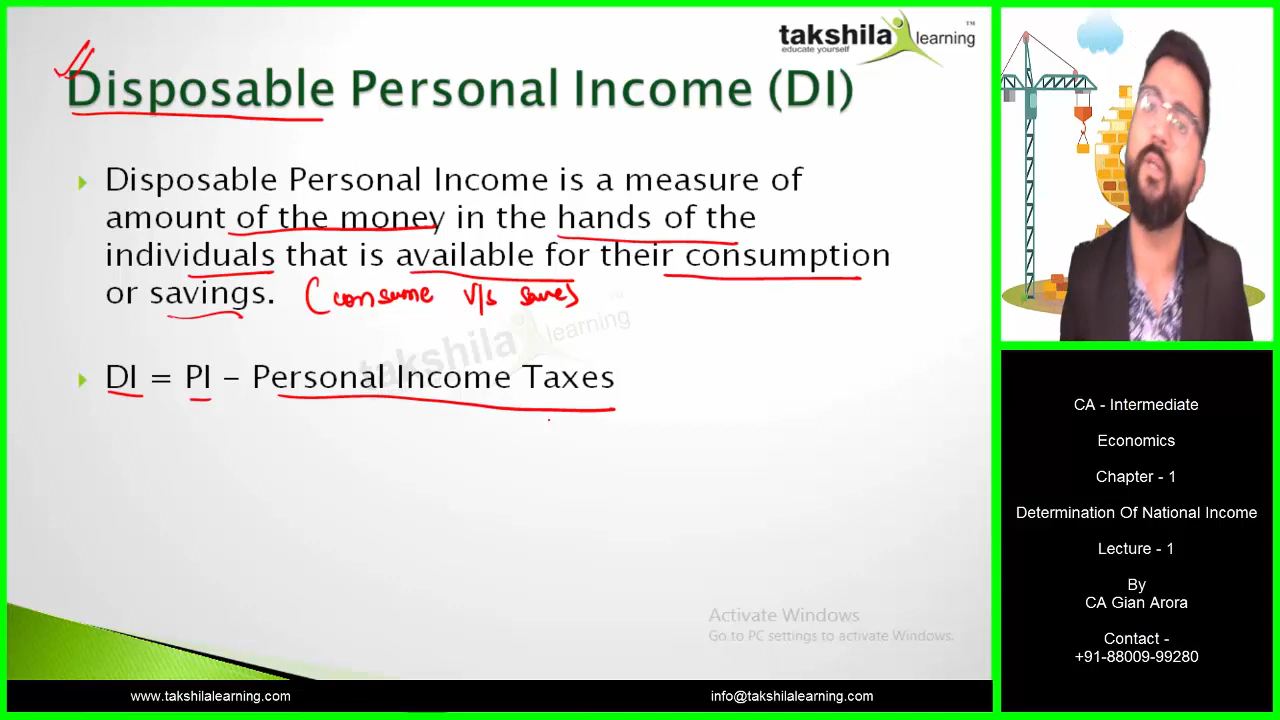 takshila learning
TM
educate yourself
Disposable Personal Income (DI)
Disposable Personal Income is a measure of
amount of the money in the hands of the
individuals that is available for their consumption
or savings. (consume v/s save)
takshila learning
DI = PI – Personal Income Taxes
Activate Windows
Go to PC settings to activate Windows.
CA - Intermediate
Economics
Chapter - 1
Determination Of National Income
Lecture - 1
By
CA Gian Arora
Contact -
+91-88009-99280
www.takshilalearning.com
info@takshilalearning.com